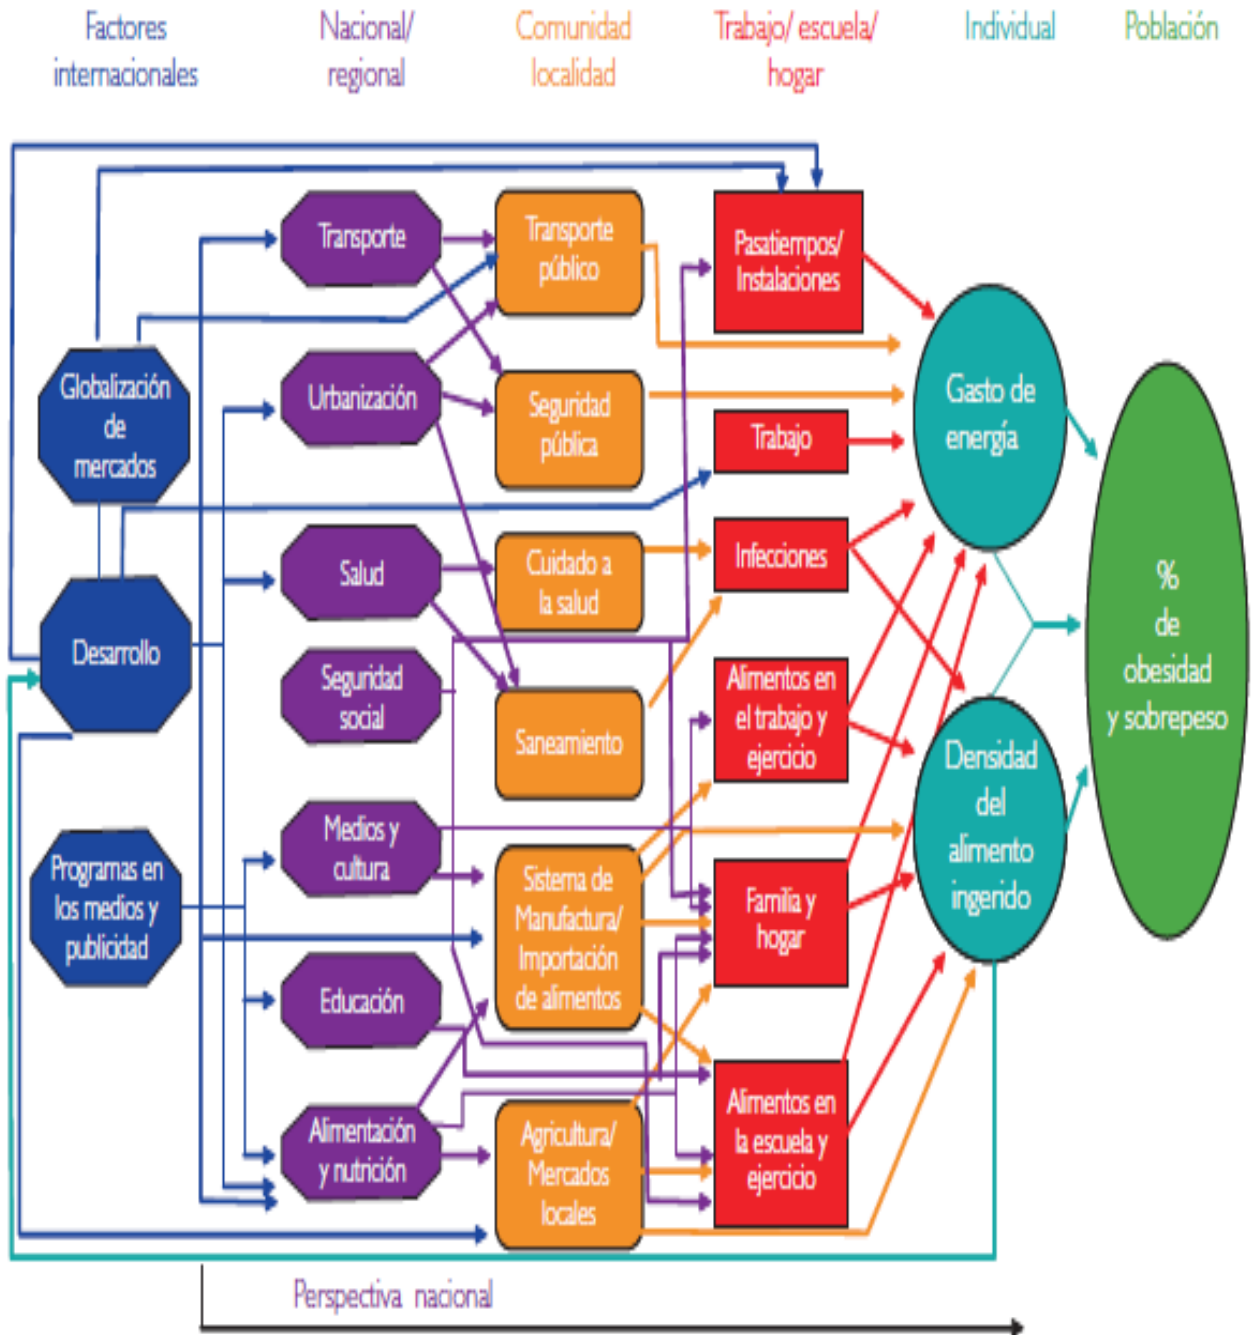 Factores
internacionales
Nacional/
regional
Comunidad
localidad
Trabajo/ escuela/
hogar
Individual
Población
Globalización
de
mercados
Desarrollo
Programas en
los medios y
publicidad
Transporte
Urbanización
Salud
Seguridad
social
Medios y
cultura
Educación
Alimentación
y nutrición
Transporte
público
Seguridad
pública
Cuidado a
la salud
Saneamiento
Sistema de
Manufactura/
Importación
de alimentos
Agricultura/
Mercados
locales
Pasatiempos/
Instalaciones
Trabajo
Infecciones
Alimentos en
el trabajo y
ejercicio
Familia y
hogar
Alimentos en
la escuela y
ejercicio
Gasto de
energía
Densidad
del
alimento
ingerido
%
de
obesidad
y sobrepeso
Perspectiva nacional